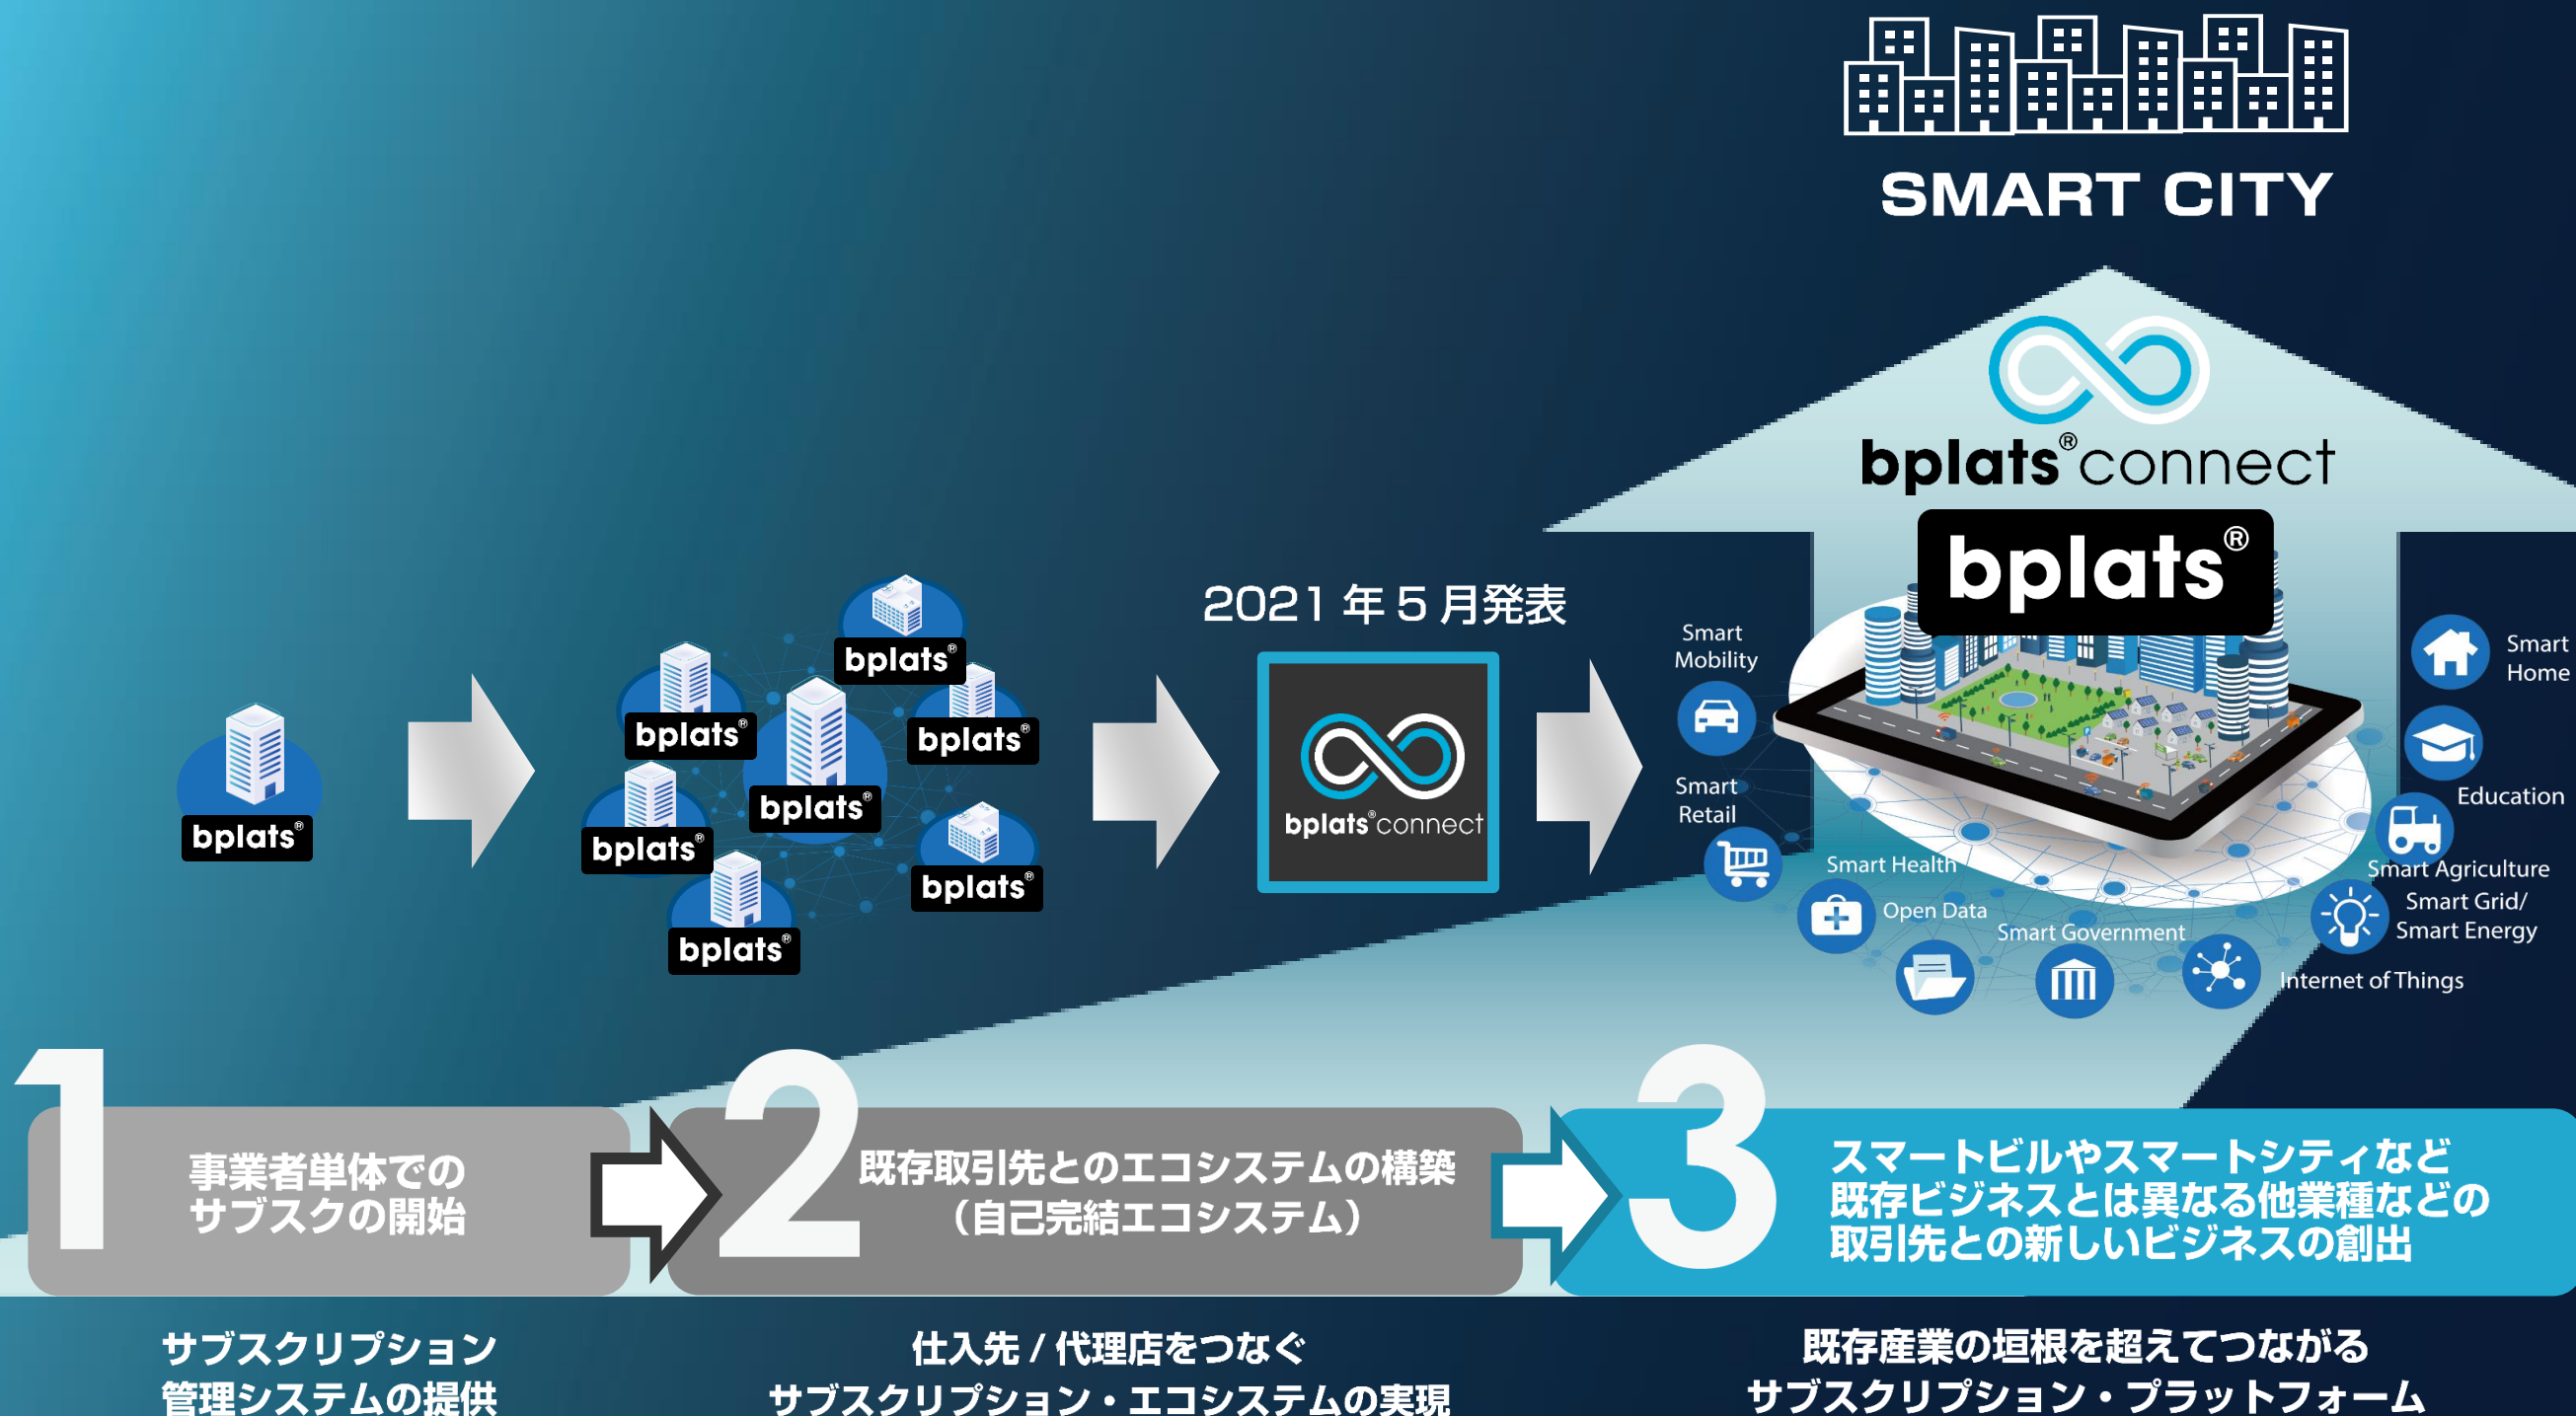 SMART CITY
bplats®connect
bplats®
2021 年 5 月発表
bplats®connect
bplats®
bplats®
bplats®
bplats®
bplats®
bplats®
bplats®
bplats®
Smart
Mobility
Smart
Retail
Smart Health
Open Data
Smart Government
Internet of Things
Smart Grid/
Smart Energy
Smart Agriculture
Education
Smart
Home
1
事業者単体での
サブスクの開始
2
既存取引先とのエコシステムの構築
（自己完結エコシステム）
3
スマートビルやスマートシティなど
既存ビジネスとは異なる他業種などの
取引先との新しいビジネスの創出
サブスクリプション
管理システムの提供
仕入先 / 代理店をつなぐ
サブスクリプション・エコシステムの実現
既存産業の垣根を超えてつながる
サブスクリプション・プラットフォーム